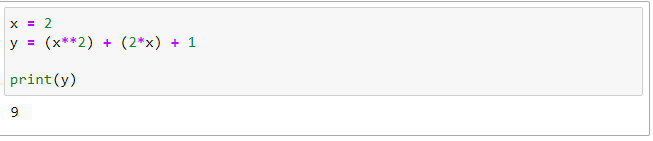 x = 2
y = (x**2) + (2*x) + 1
print(y)
9